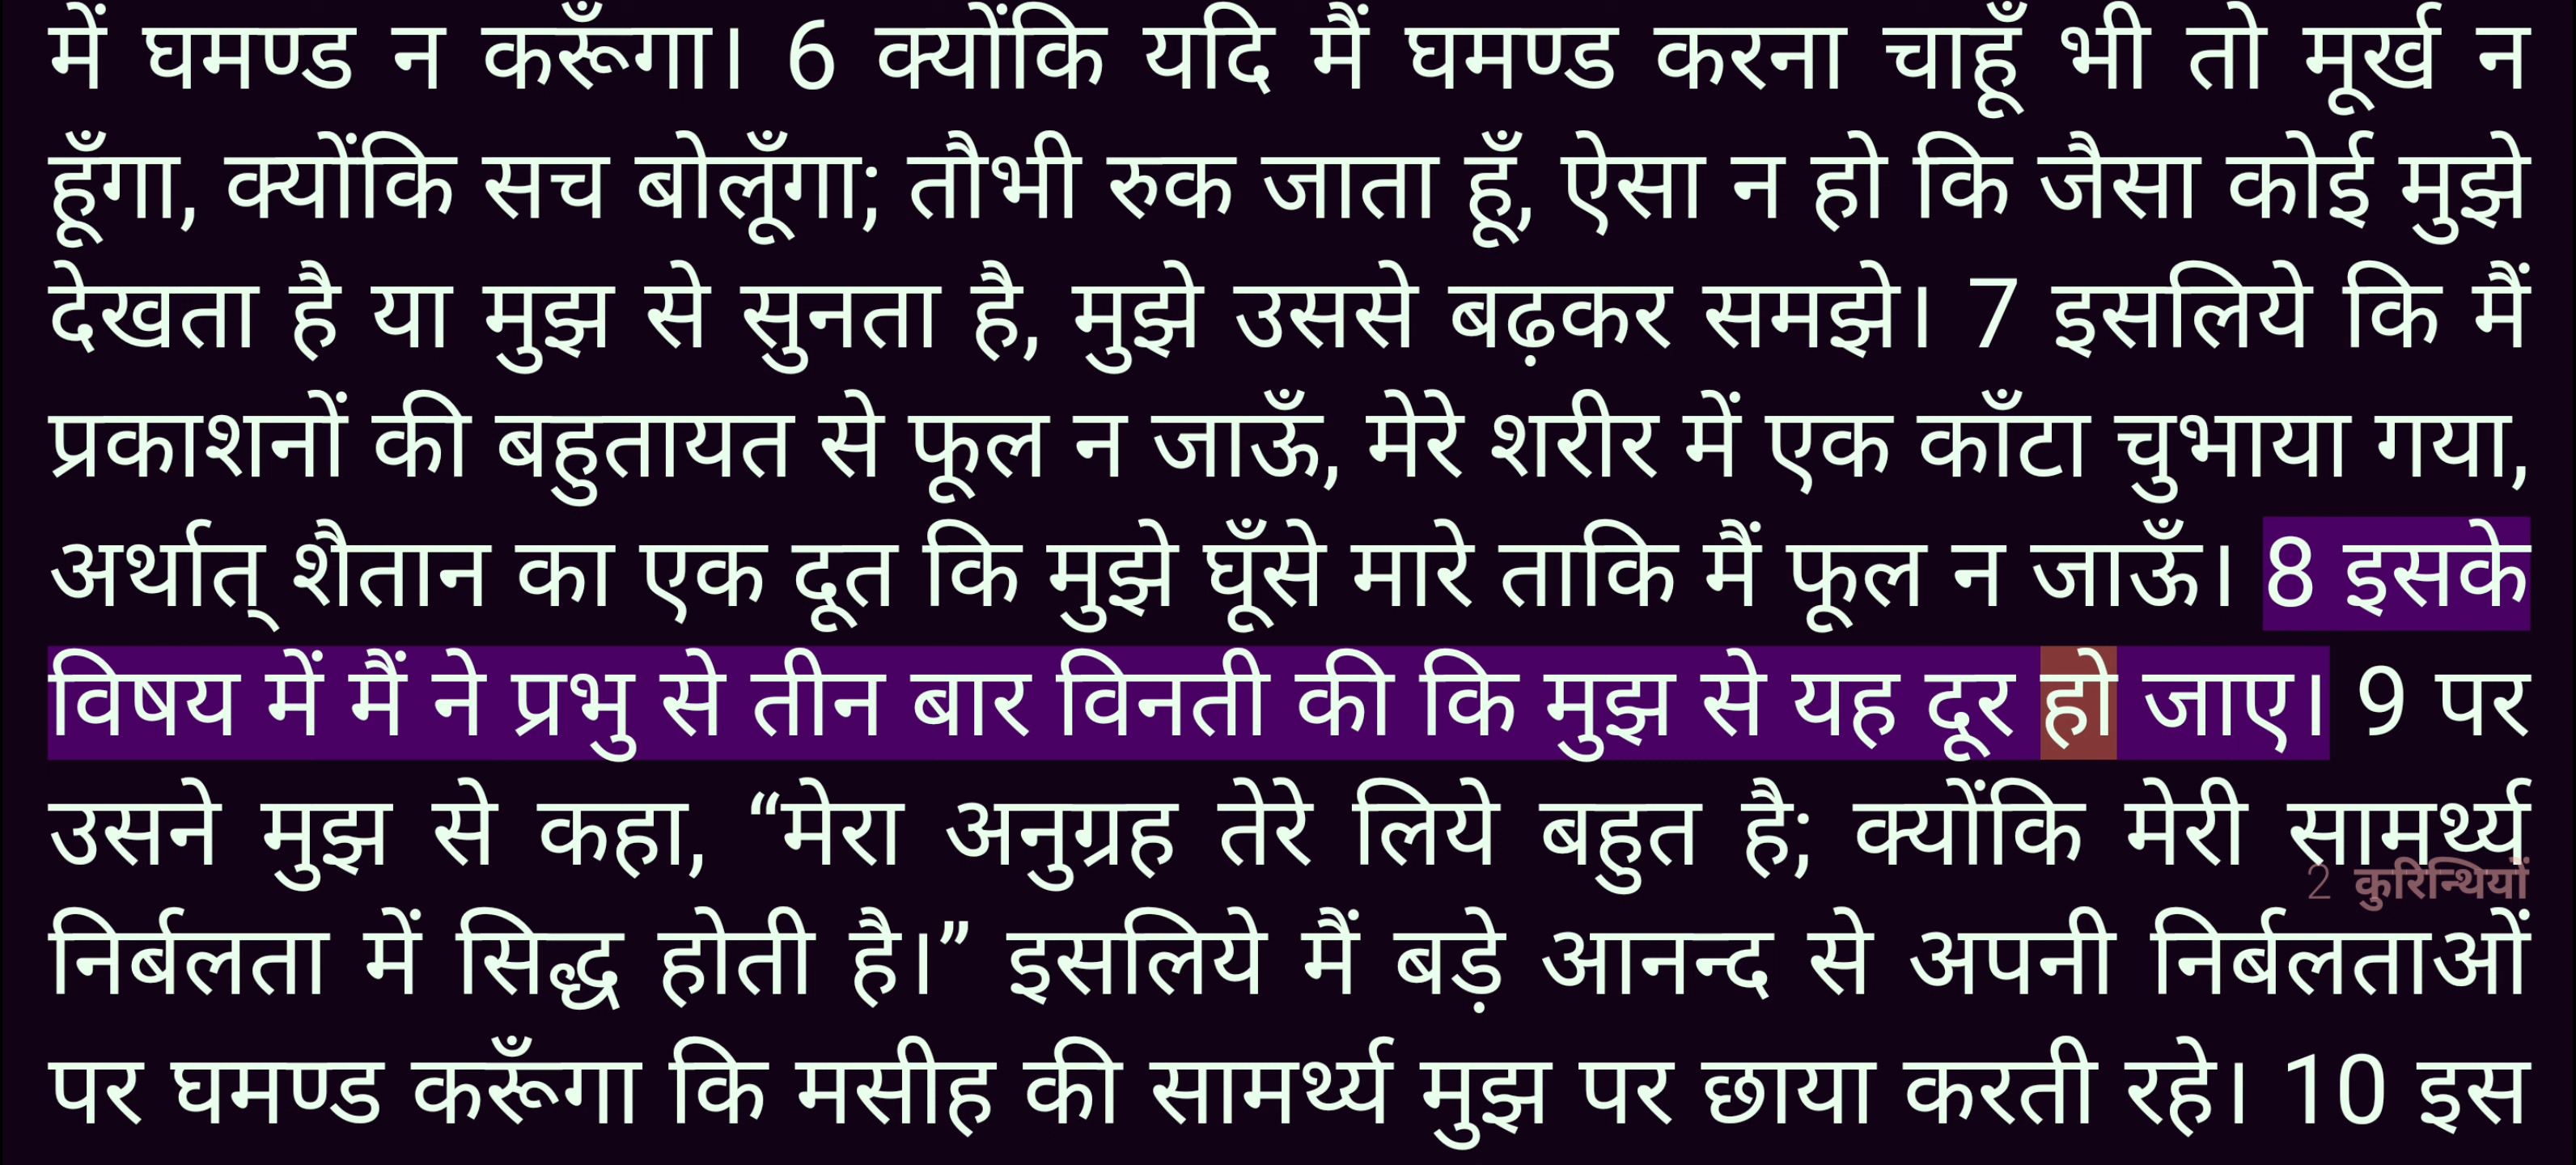 में घमण्ड न करूँगा। 6 क्योंकि यदि मैं घमण्ड करना चाहूँ भी तो मूर्ख न
हूँगा, क्योंकि सच बोलूँगा; तौभी रुक जाता हूँ, ऐसा न हो कि जैसा कोई मुझे
देखता है या मुझ से सुनता है, मुझे उससे बढ़कर समझे। 7 इसलिये कि मैं
प्रकाशनों की बहुतायत से फूल न जाऊँ, मेरे शरीर में एक काँटा चुभाया गया,
अर्थात् शैतान का एक दूत कि मुझे घूँसे मारे ताकि मैं फूल न जाऊँ। 8 इसके
विषय में मैं ने प्रभु से तीन बार विनती की कि मुझ से यह दूर हो जाए। 9 पर
उसने मुझ से कहा, “मेरा अनुग्रह तेरे लिये बहुत है; क्योंकि मेरी सामर्थ्य
2 कुरिन्थियों
निर्बलता में सिद्ध होती है।” इसलिये मैं बड़े आनन्द से अपनी निर्बलताओं
पर घमण्ड करूँगा कि मसीह की सामर्थ्य मुझ पर छाया करती रहे। 10 इस